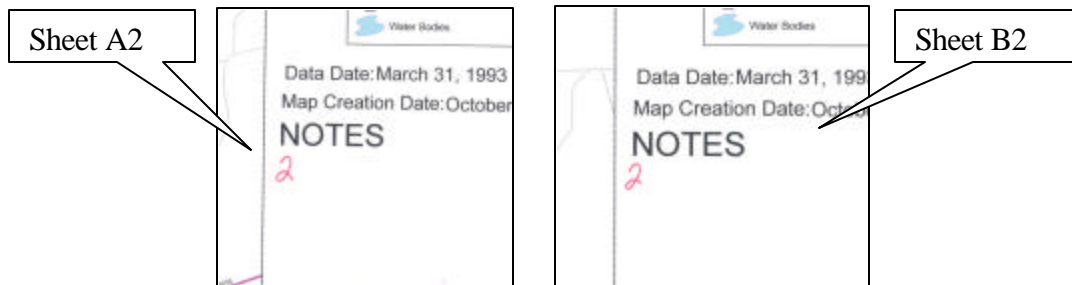 Sheet A2
Water Bodies
Data Date:March 31, 1993
Map Creation Date:October
NOTES
2
Water Bodies
Data Date:March 31, 199
Map Creation Date:Octo
NOTES
2
Sheet B2